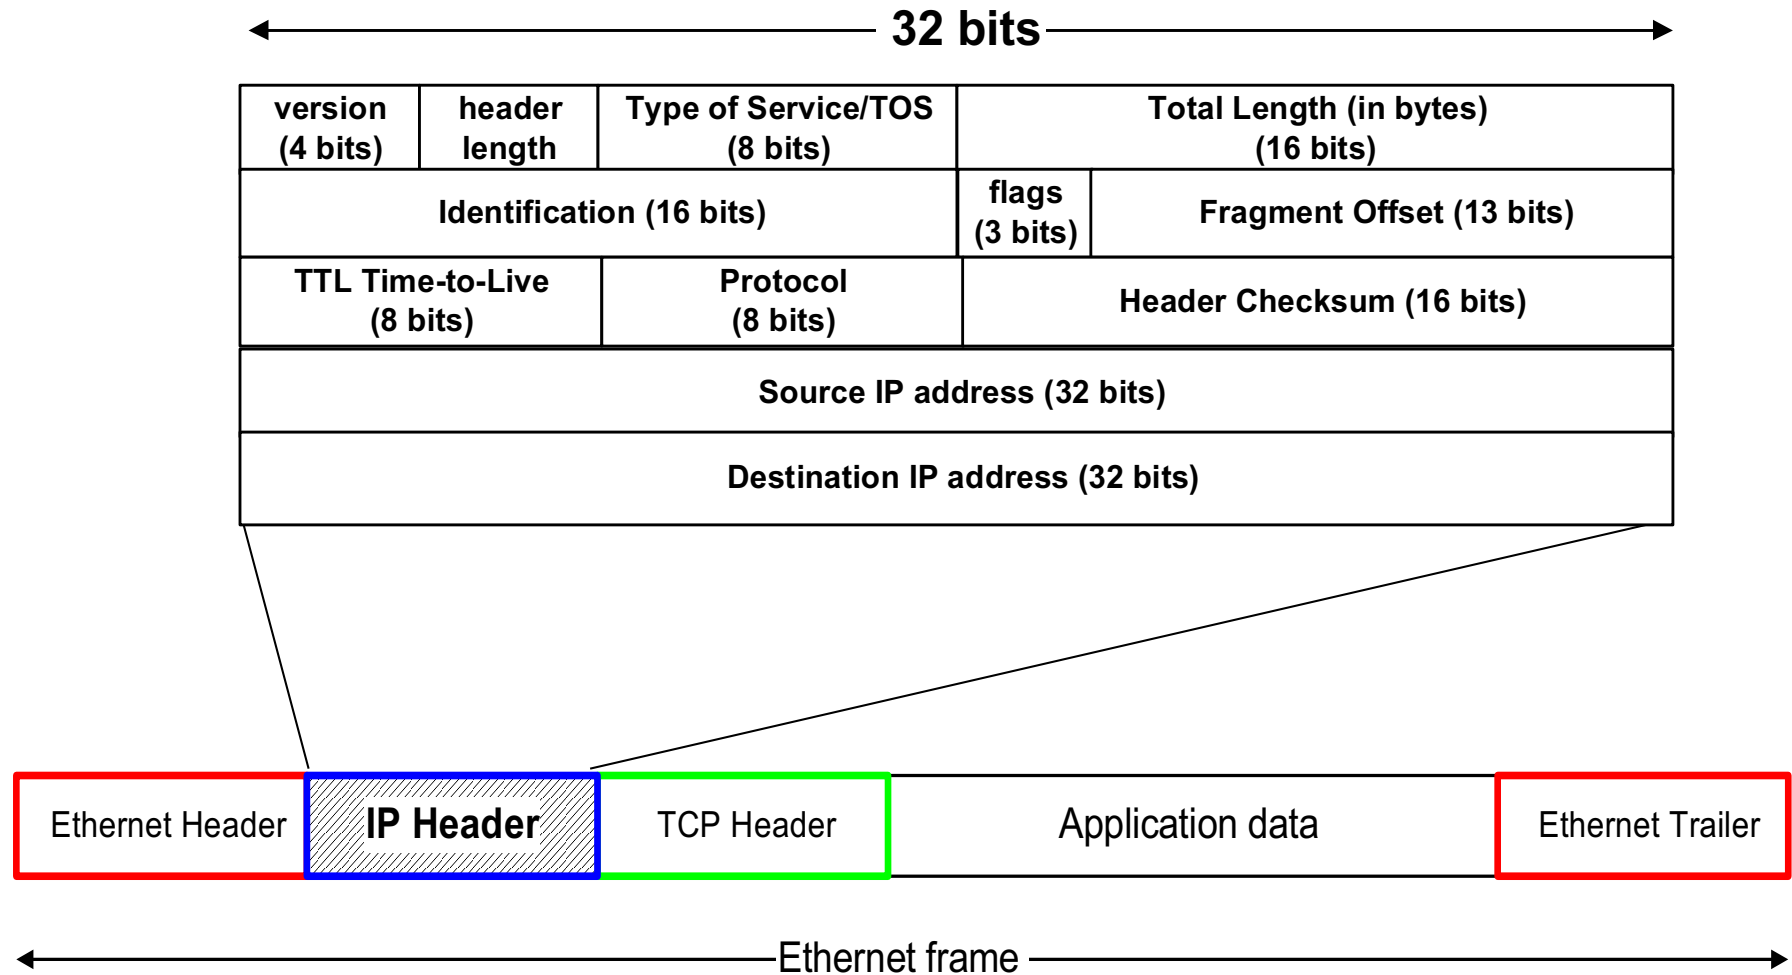 32 bits
version
(4 bits)
header
length
Type of Service/TOS
(8 bits)
Total Length (in bytes)
(16 bits)
Identification (16 bits)
flags
(3 bits)
Fragment Offset (13 bits)
TTL Time-to-Live
(8 bits)
Protocol
(8 bits)
Header Checksum (16 bits)
Source IP address (32 bits)
Destination IP address (32 bits)
Ethernet Header
IP Header
TCP Header
Application data
Ethernet Trailer
Ethernet frame